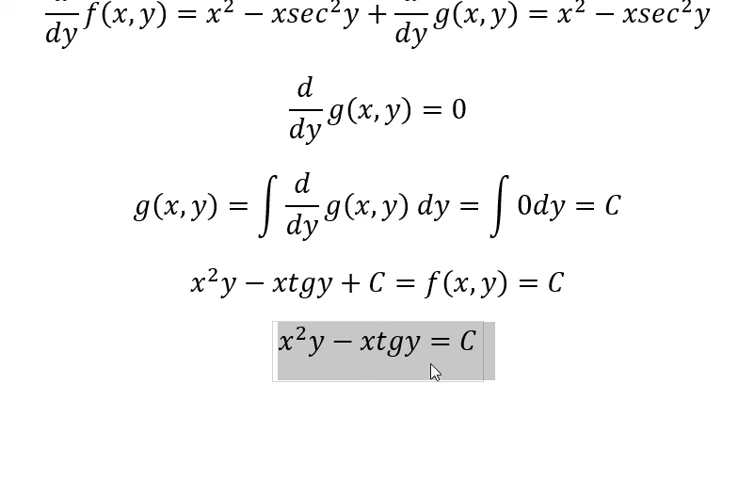 d/dy f(x, y) = x² − xsec²y + d/dy g(x, y) = x² − xsec²y
d/dy g(x, y) = 0
g(x, y) = ∫ d/dy g(x, y) dy = ∫ 0dy = C
x²y − xtgy + C = f(x, y) = C
x²y − xtgy = C